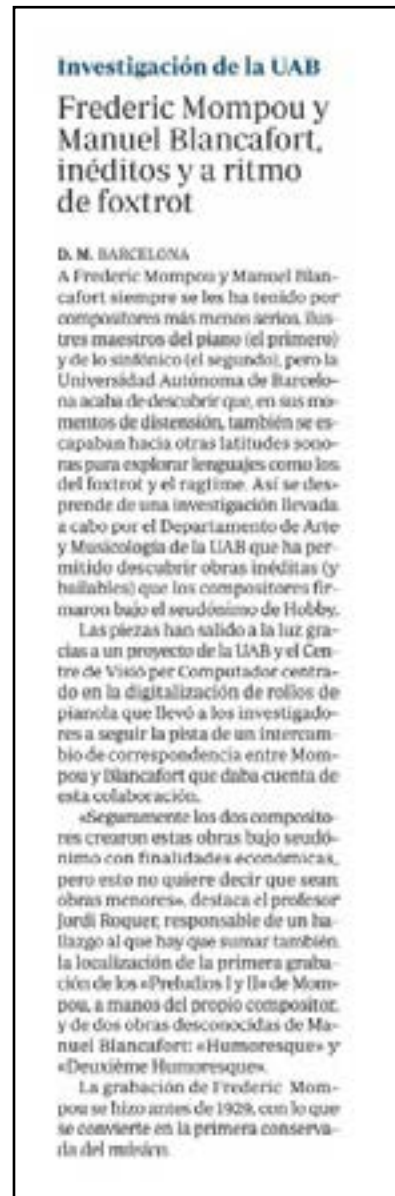 Investigación de la UAB
Frederic Mompou y
Manuel Blancafort,
inéditos y a ritmo
de foxtrot
D. M. BARCELONA
A Frederic Mompou y Manuel Blan-
cafort siempre se les ha tenido por
compositores más menos serios, ilus-
tres maestros del piano (el primero)
y de lo sinfónico (el segundo), pero la
Universidad Autónoma de Barcelo-
na acaba de descubrir que, en sus mo-
mentos de distensión, también se es-
capaban hacia otras latitudes sono-
ras para explorar lenguajes como los
del foxtrot y el ragtime. Así se des-
prende de una investigación llevada
a cabo por el Departamento de Arte
y Musicología de la UAB que ha per-
mitido descubrir obras inéditas (y
bailables) que los compositores fir-
maron bajo el seudónimo de Hobby.
Las piezas han salido a la luz gra-
cias a un proyecto de la UAB y el Cen-
tre de Visió per Computador centra-
do en la digitalización de rollos de
pianola que llevó a los investigado-
res a seguir la pista de un intercam-
bio de correspondencia entre Mom-
pou y Blancafort que daba cuenta de
esta colaboración.
«Seguramente los dos composito-
res crearon estas obras bajo seudó-
nimo con finalidades económicas,
pero esto no quiere decir que sean
obras menores», destaca el profesor
Jordi Roquer, responsable de un ha-
llazgo al que hay que sumar también
la localización de la primera graba-
ción de los «Preludios I y II» de Mom-
pou, a manos del propio compositor,
y de dos obras desconocidas de Ma-
nuel Blancafort: «Humoresque» y
«Deuxième Humoresque».
La grabación de Frederic Mom-
pou se hizo antes de 1929, con lo que
se convierte en la primera conserva-
da del músico.